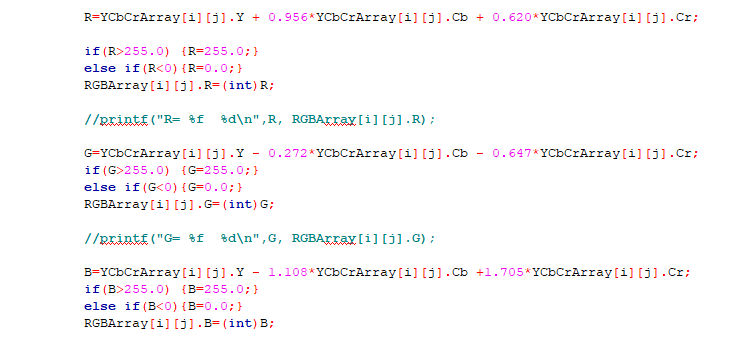 R=YCbCrArray[i][j].Y + 0.956*YCbCrArray[i][j].Cb + 0.620*YCbCrArray[i][j].Cr;
if(R>255.0) {R=255.0;}
else if(R<0){R=0.0;}
RGBArray[i][j].R=(int)R;
//printf("R= %f  %d\n",R, RGBArray[i][j].R);
G=YCbCrArray[i][j].Y - 0.272*YCbCrArray[i][j].Cb - 0.647*YCbCrArray[i][j].Cr;
if(G>255.0) {G=255.0;}
else if(G<0){G=0.0;}
RGBArray[i][j].G=(int)G;
//printf("G= %f  %d\n",G, RGBArray[i][j].G);
B=YCbCrArray[i][j].Y - 1.108*YCbCrArray[i][j].Cb +1.705*YCbCrArray[i][j].Cr;
if(B>255.0) {B=255.0;}
else if(B<0){B=0.0;}
RGBArray[i][j].B=(int)B;